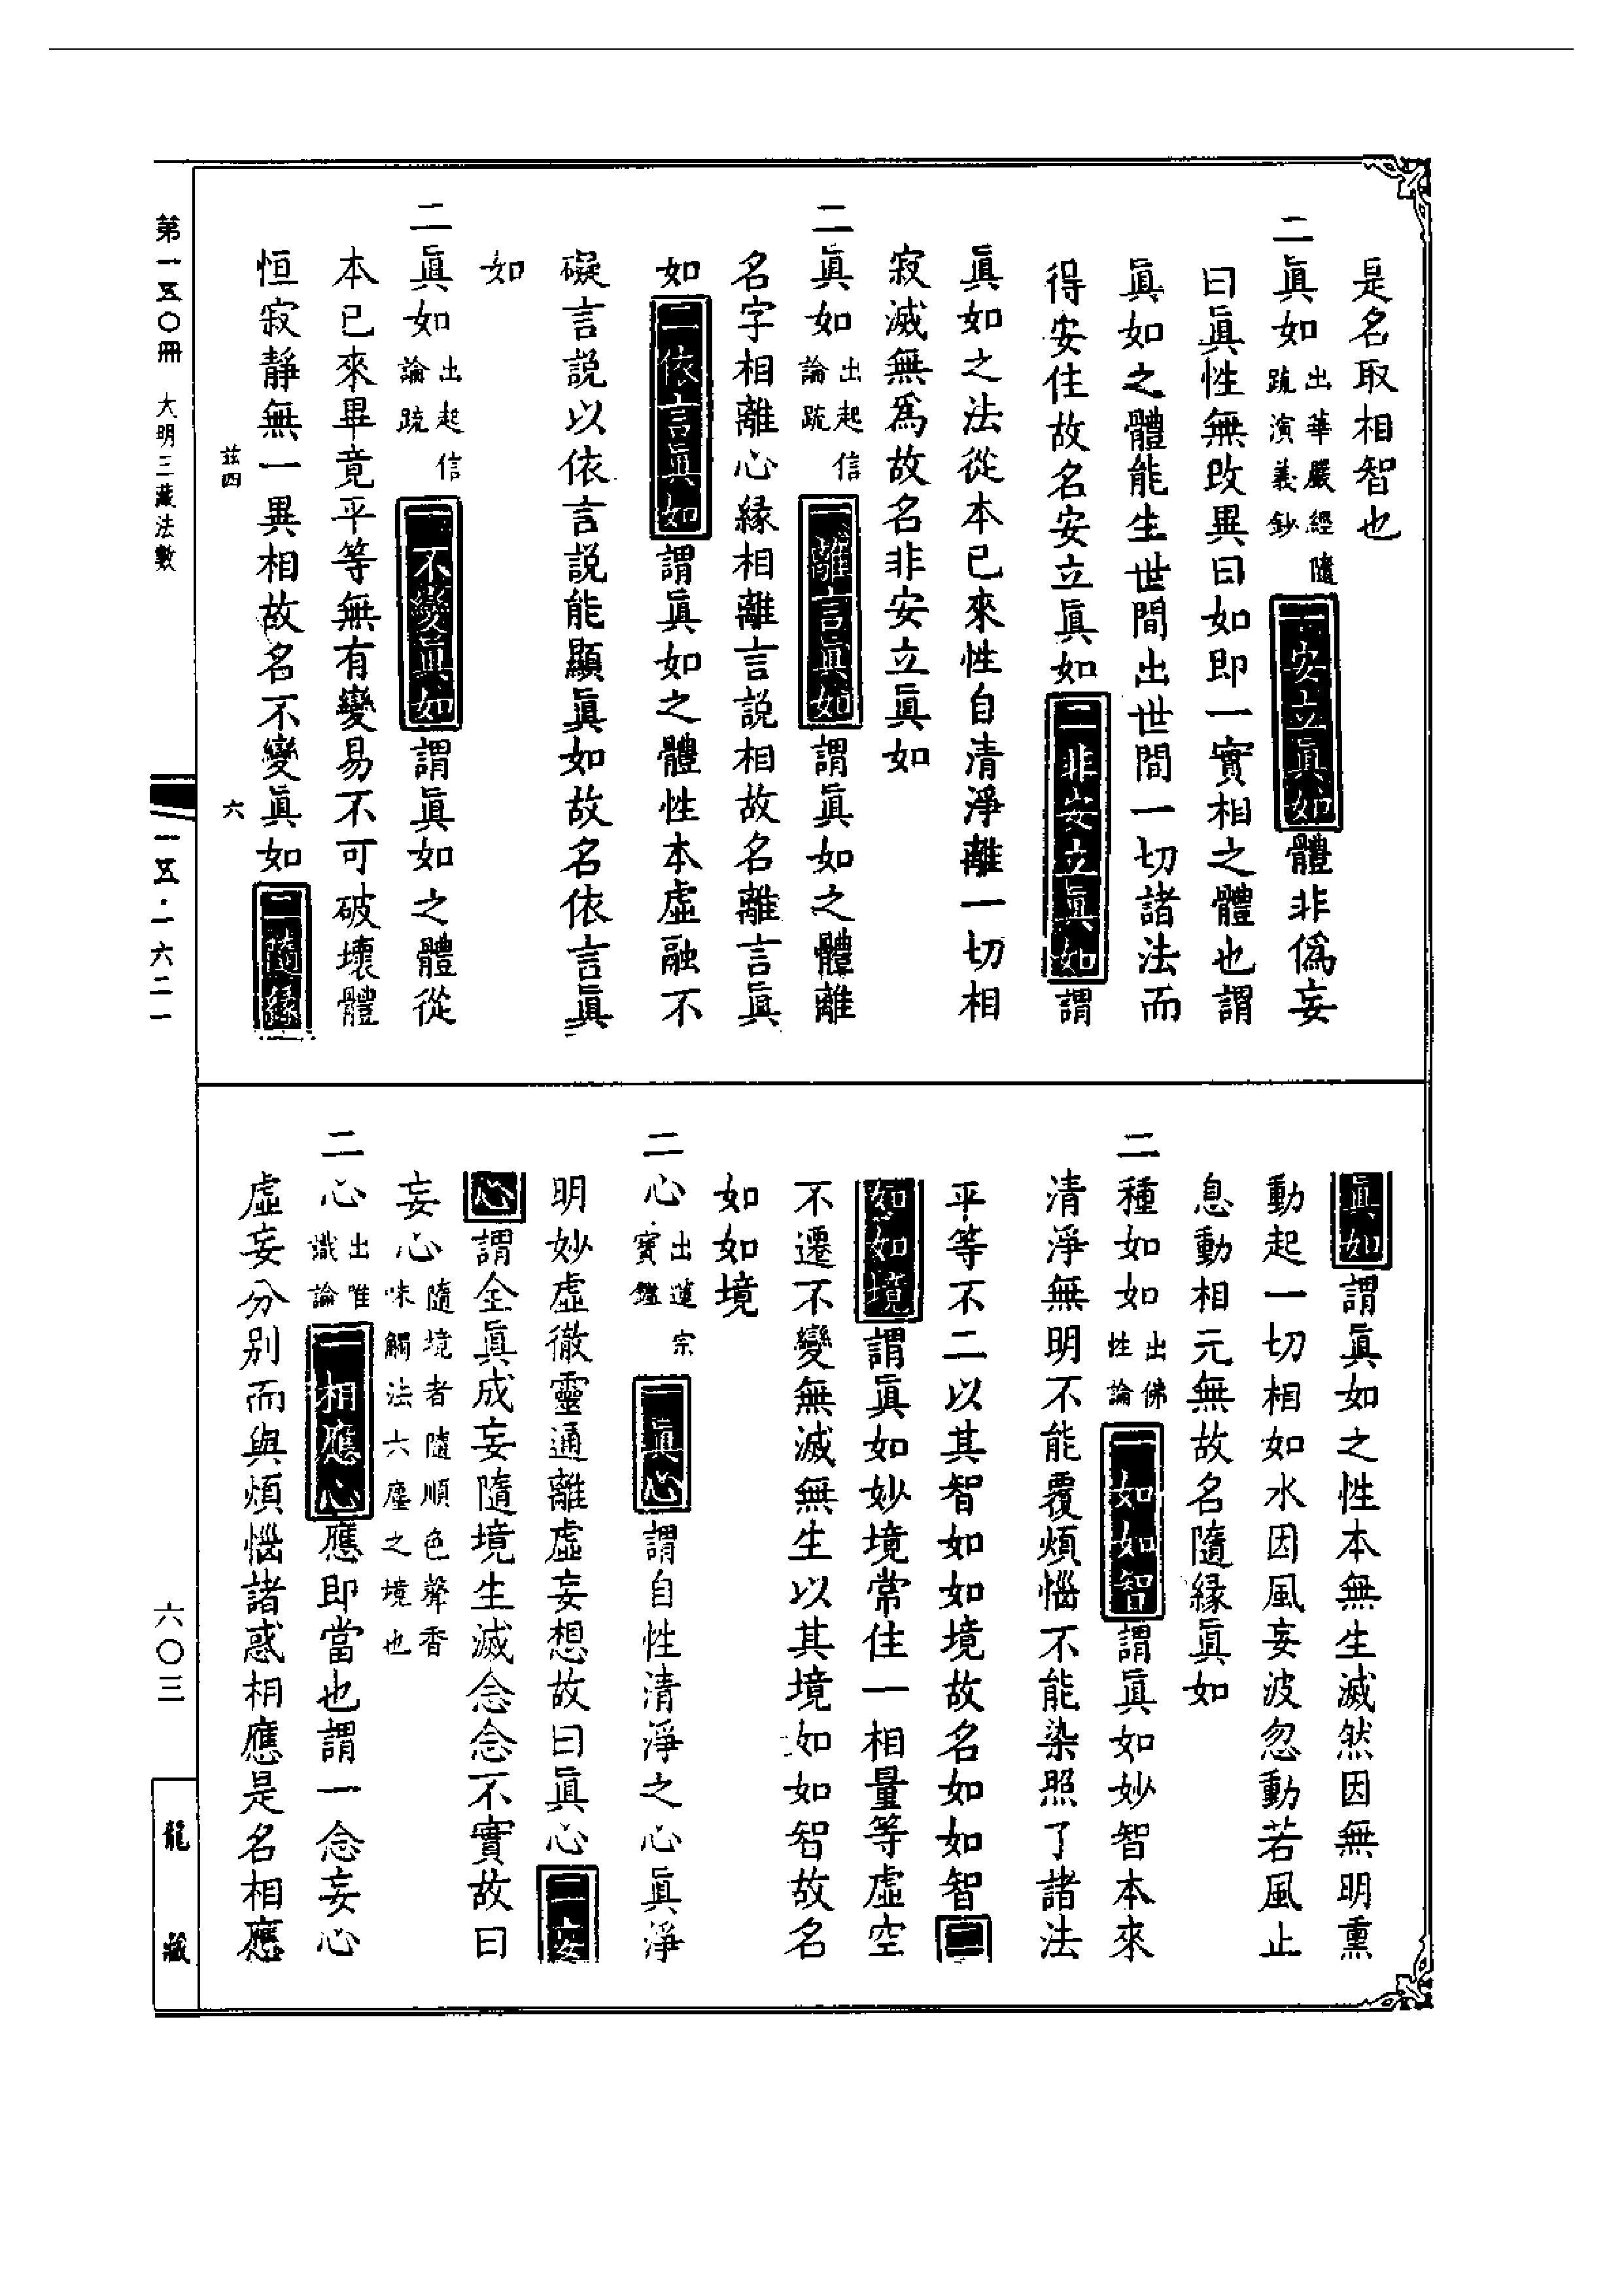 是名取相智也
二眞如出華嚴經隨疏演義鈔一安立眞如體非僞妄
曰眞性無改異曰如即一實相之體也謂
眞如之體能生世間出世間一切諸法而
得安住故名安立眞如二非安立眞如謂
眞如之法從本已來性自清淨離一切相
寂滅無爲故名非安立眞如
二眞如出起信論疏一離言眞如謂眞如之體離
名字相離心緣相離言說相故名離言眞
如二依言眞如謂眞如之體性本虛融不
礙言說以依言說能顯眞如故名依言眞
如
二眞如出起信論疏一不變眞如謂眞如之體從
本已來畢竟平等無有變易不可破壞體
恒寂靜無一異相故名不變眞如二隨緣
茲四 六
眞如謂眞如之性本無生滅然因無明熏
動起一切相如水因風妄波忽動若風止
息動相元無故名隨緣眞如
二種如如出佛性論一如如智謂眞如妙智本來
清淨無明不能覆煩惱不能染照了諸法
平等不二以其智如如境故名如如智二
如如境謂眞如妙境常住一相量等虛空
不遷不變無滅無生以其境如如智故名
如如境
二心出蓮宗寶鑑一眞心謂自性清淨之心眞淨
明妙虛徹靈通離虛妄想故曰眞心二妄
心謂全眞成妄隨境生滅念念不實故曰
妄心隨境者隨順色聲香味觸法六塵之境也
二心出唯識論一相應心應即當也謂一念妄心
虛妄分別而與煩惱諸惑相應是名相應
第一五〇冊 大明三藏法數
一五·一六二一
六〇三
龍藏